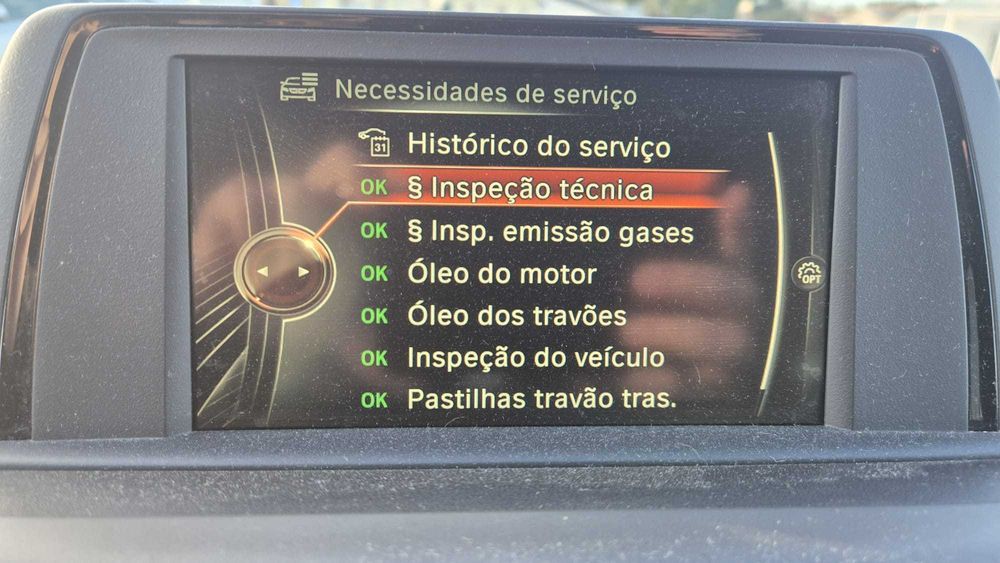 Necessidades de serviço
31
Histórico do serviço
OK § Inspeção técnica
OK § Insp. emissão gases
OK Óleo do motor
OPT
OK Óleo dos travões
OK Inspeção do veículo
OK Pastilhas travão tras.